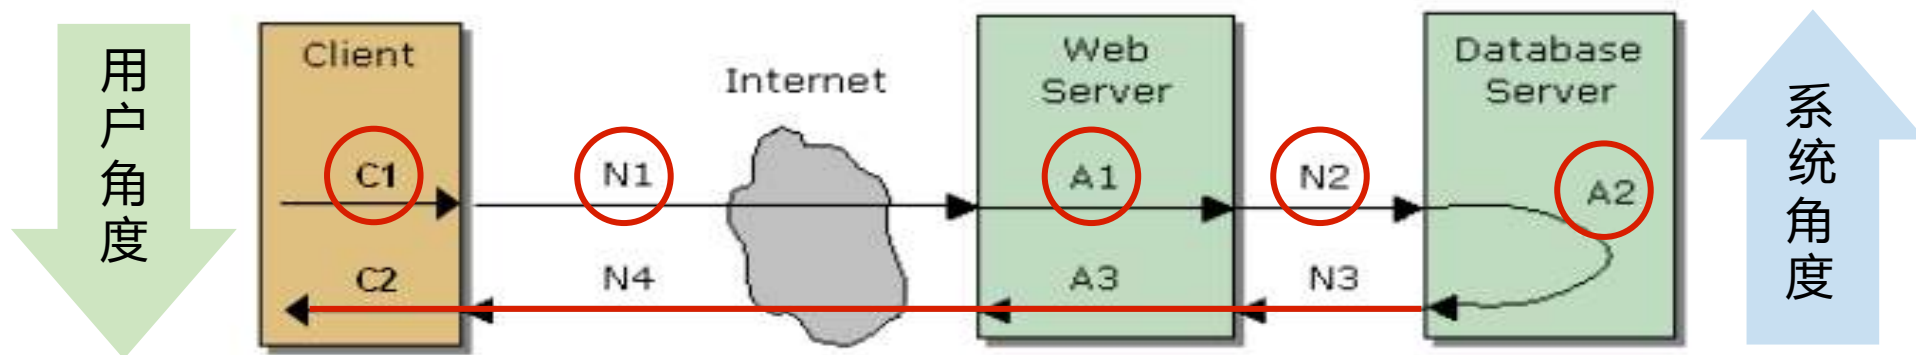 用户角度
Client
C1
C2
Internet
N1
N4
Web
Server
A1
A3
N2
N3
Database
Server
A2
系统角度